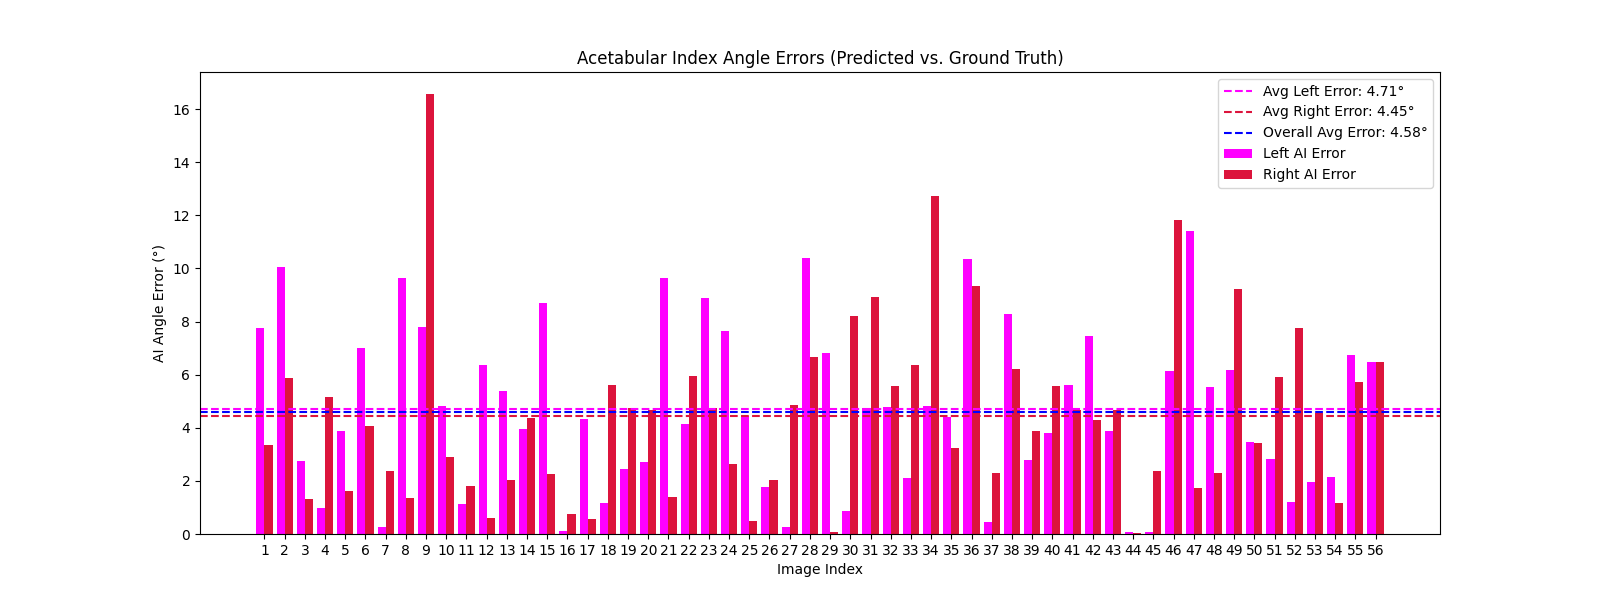 Acetabular Index Angle Errors (Predicted vs. Ground Truth)
Avg Left Error: 4.71°
Avg Right Error: 4.45°
Overall Avg Error: 4.58°
Left AI Error
Right AI Error
AI Angle Error (°)
16
14
12
10
8
6
4
2
0
1 2 3 4 5 6 7 8 9 10 11 12 13 14 15 16 17 18 19 20 21 22 23 24 25 26 27 28 29 30 31 32 33 34 35 36 37 38 39 40 41 42 43 44 45 46 47 48 49 50 51 52 53 54 55 56
Image Index